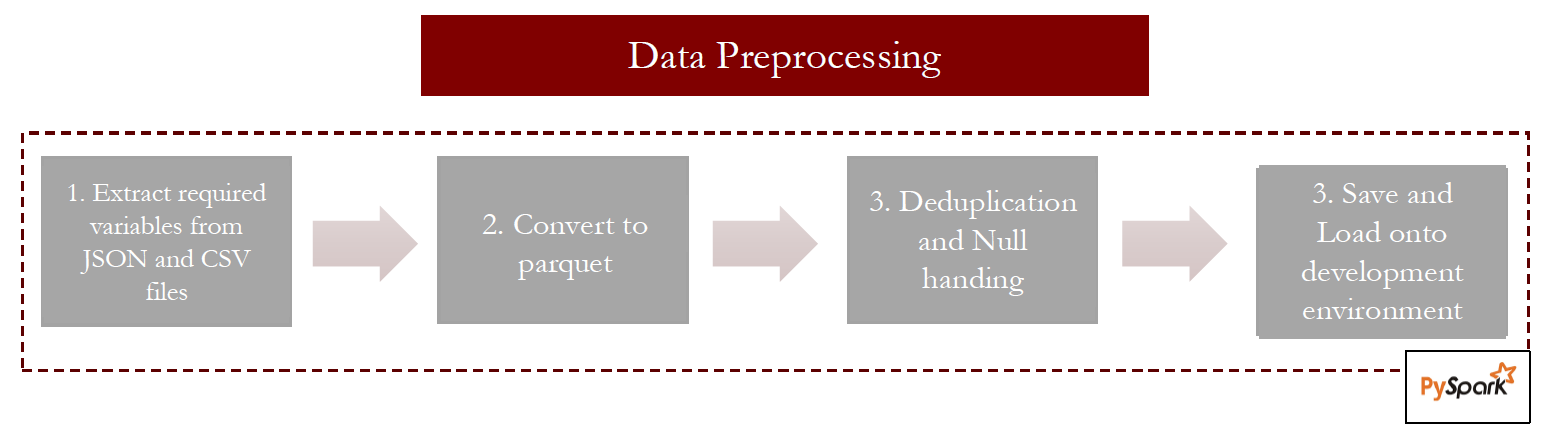 Data Preprocessing
1. Extract required
variables from
JSON and CSV
files
2. Convert to
parquet
3. Deduplication
and Null
handing
3. Save and
Load onto
development
environment
PySpark